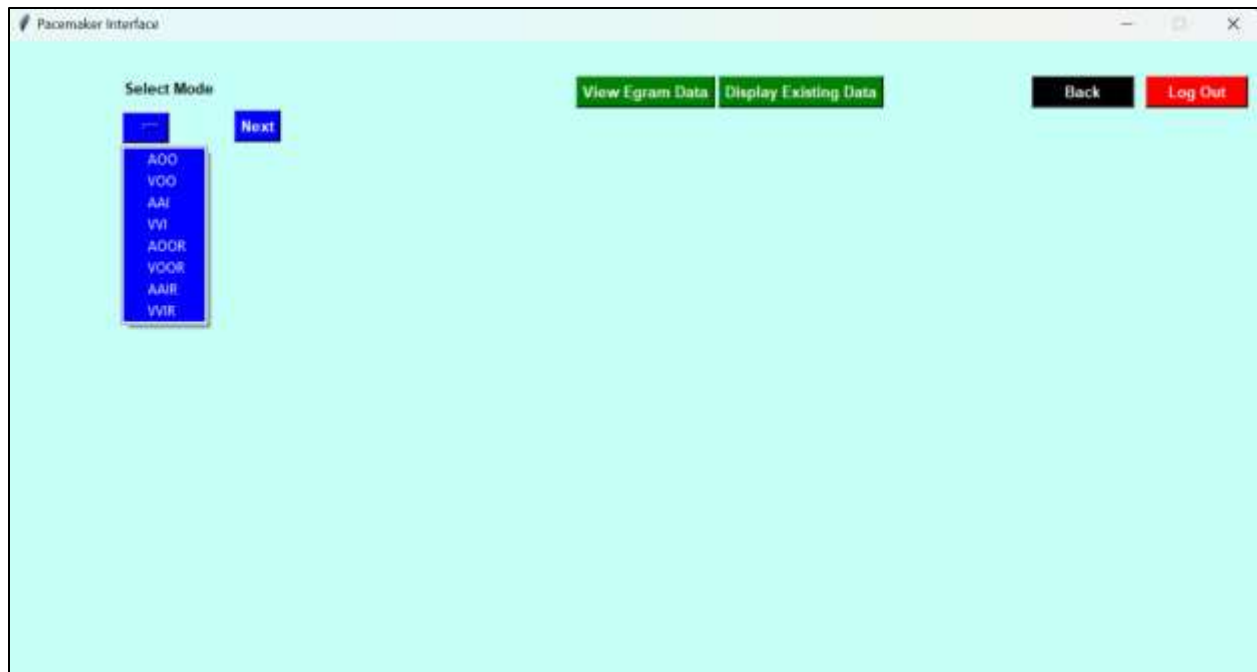 Pacemaker Interface
Select Mode
View Egram Data
Display Existing Data
Back
Log Out
Next
AOO
VOO
AAI
VVI
AOOR
VOOR
AAIR
VVIR